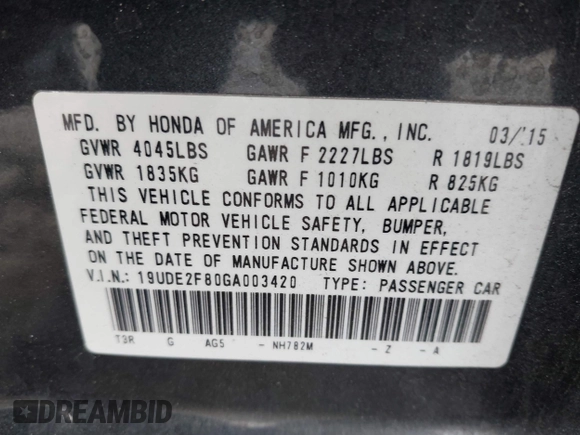 MFD. BY HONDA OF AMERICA MFG., INC. 03/'15
GVWR 4045LBS GAWR F 2227LBS R 1819LBS
GVWR 1835KG GAWR F 1010KG R 825KG
THIS VEHICLE CONFORMS TO ALL APPLICABLE
FEDERAL MOTOR VEHICLE SAFETY, BUMPER,
AND THEFT PREVENTION STANDARDS IN EFFECT
ON THE DATE OF MANUFACTURE SHOWN ABOVE.
V.I.N.: 19UDE2F80GA003420 TYPE: PASSENGER CAR
T3R G AG5 - NH782M - Z - A
DREAMBID